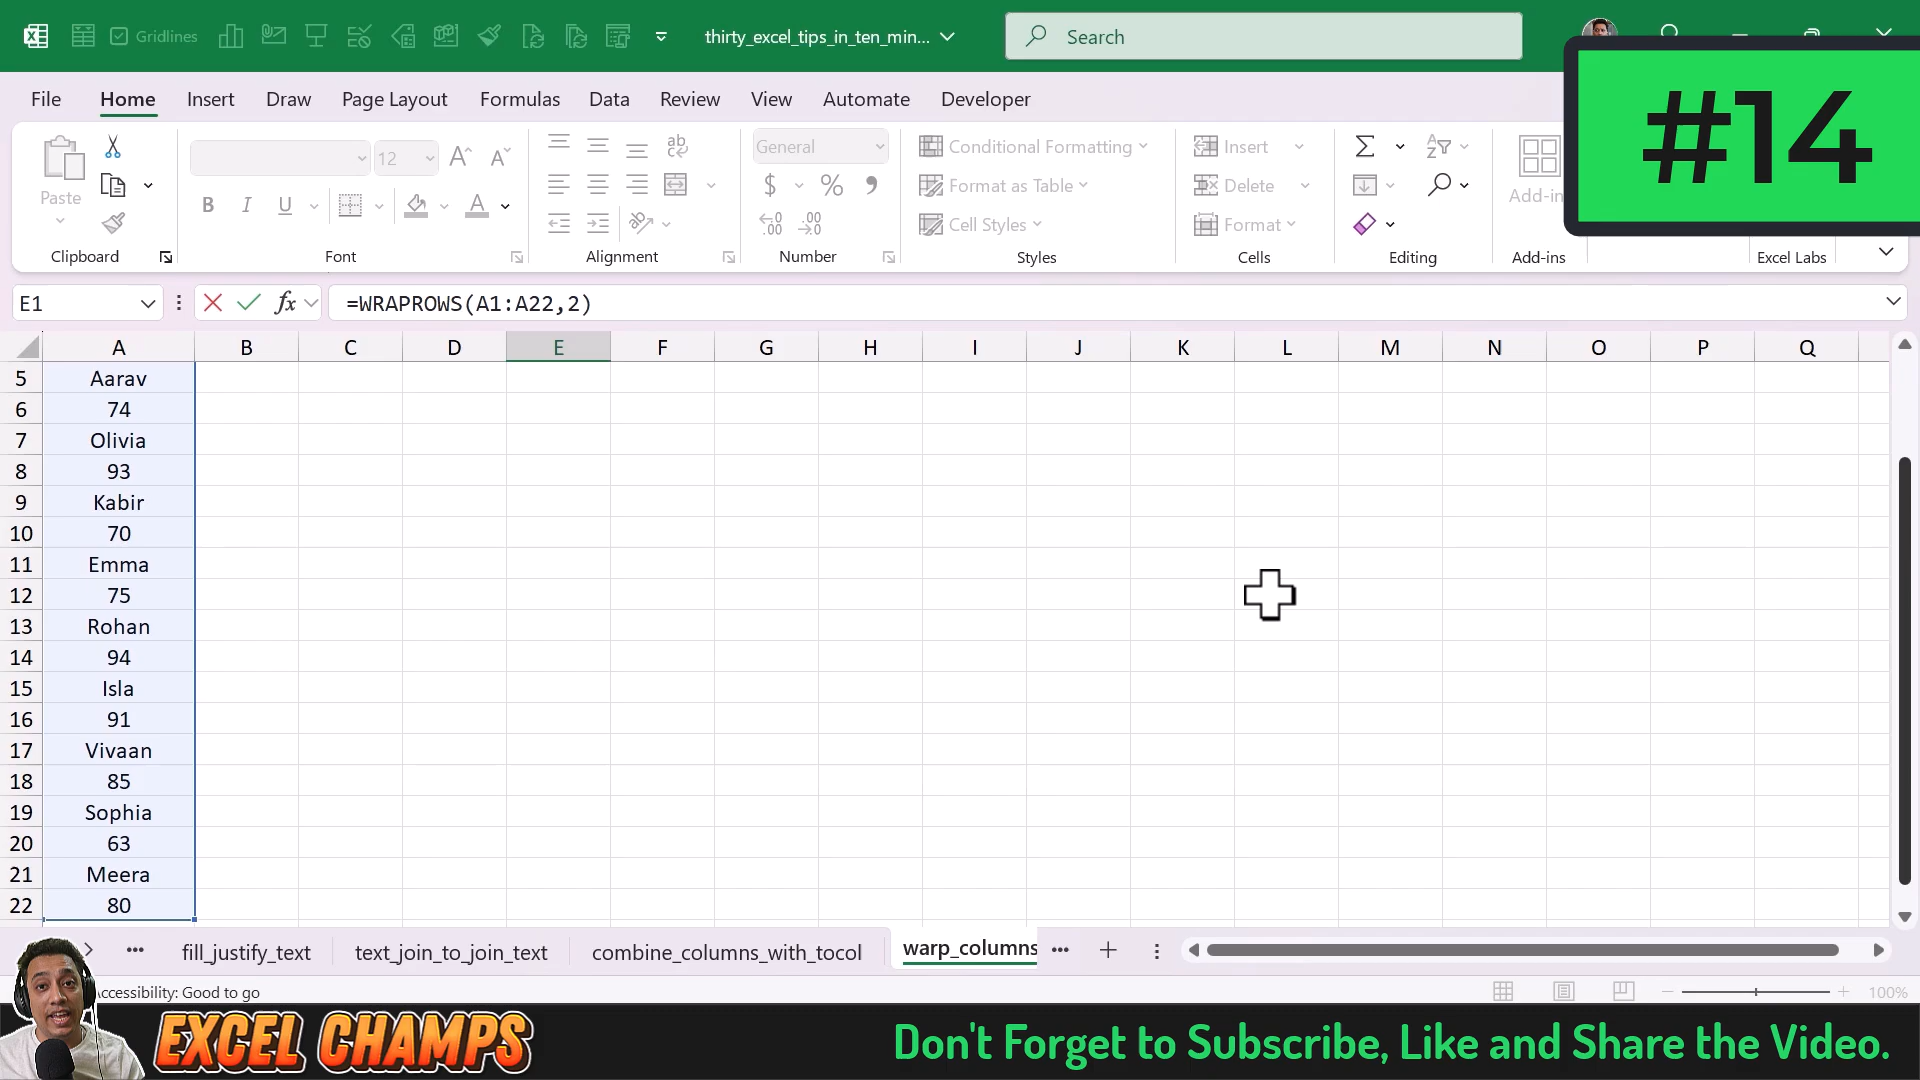 Gridlines
thirty_excel_tips_in_ten_min...
Search
#14
File Home Insert Draw Page Layout Formulas Data Review View Automate Developer
Paste
12
B I U
ab
General
$ % 9
Conditional Formatting
Format as Table
Cell Styles
Insert
Delete
Format
Add-in
Clipboard Font Alignment Number Styles Cells Editing Add-ins Excel Labs
E1
fx
=WRAPROWS(A1:A22,2)
A B C D E F G H I J K L M N O P Q
5 Aarav
6 74
7 Olivia
8 93
9 Kabir
10 70
11 Emma
12 75
13 Rohan
14 94
15 Isla
16 91
17 Vivaan
18 85
19 Sophia
20 63
21 Meera
22 80
fill_justify_text text_join_to_join_text combine_columns_with_tocol warp_columns
Accessibility: Good to go
100%
EXCEL CHAMPS
Don't Forget to Subscribe, Like and Share the Video.